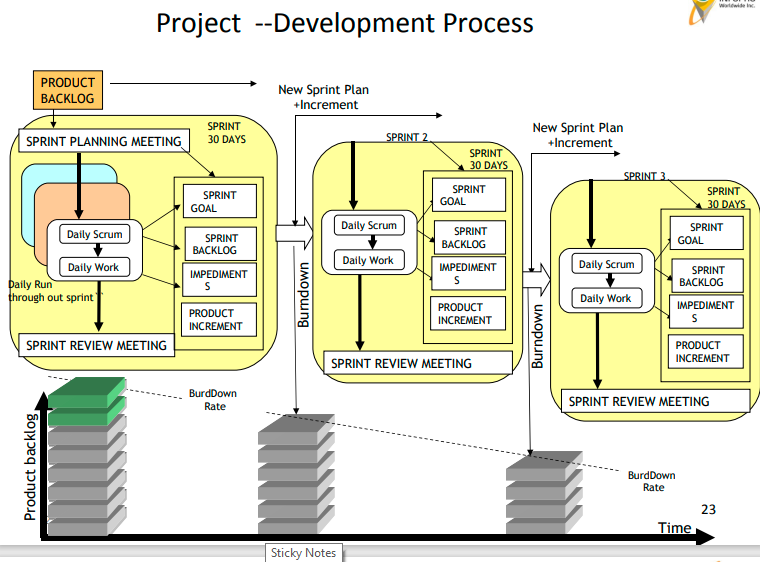 Worldwide Inc.
Project --Development Process
PRODUCT
BACKLOG
SPRINT PLANNING MEETING
SPRINT
30 DAYS
SPRINT
GOAL
SPRINT
BACKLOG
IMPEDIMENT
S
PRODUCT
INCREMENT
Daily Scrum
Daily Work
Daily Run
through out sprint
SPRINT REVIEW MEETING
New Sprint Plan
+Increment
SPRINT 2
SPRINT
30 DAYS
SPRINT
GOAL
SPRINT
BACKLOG
IMPEDIMENT
S
PRODUCT
INCREMENT
Daily Scrum
Daily Work
SPRINT REVIEW MEETING
Burndown
New Sprint Plan
+Increment
SPRINT 3
SPRINT
30 DAYS
SPRINT
GOAL
SPRINT
BACKLOG
IMPEDIMENT
S
PRODUCT
INCREMENT
Daily Scrum
Daily Work
SPRINT REVIEW MEETING
Burndown
BurdDown
Rate
BurdDown
Rate
Product backlog
23
Time
Sticky Notes